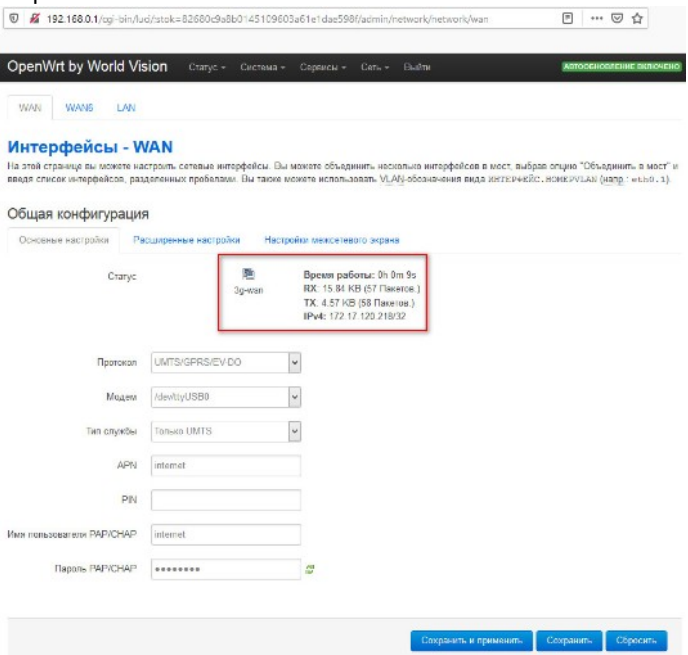 192.168.0.1/cgi-bin/luci/;stok=82680c9a8b0145109603a61e1dae598f/admin/network/network/wan
OpenWrt by World Vision Статус Система Сервисы Сеть Выйти АВТООБНОВЛЕНИЕ ВКЛЮЧЕНО
WAN WAN6 LAN
Интерфейсы - WAN
На этой странице вы можете настроить сетевые интерфейсы. Вы можете объединить несколько интерфейсов в мост, выбрав опцию "Объединить в мост" и
введя список интерфейсов, разделенных пробелами. Вы также можете использовать VLAN-обозначения вида ИНТЕРФЕЙС.НОМЕРVLAN (напр.: eth0.1).
Общая конфигурация
Основные настройки Расширенные настройки Настройки межсетевого экрана
Статус
3g-wan
Время работы: 0h 0m 9s
RX: 15.84 KB (57 Пакетов.)
TX: 4.57 KB (58 Пакетов.)
IPv4: 172.17.120.218/32
Протокол UMTS/GPRS/EV-DO
Модем /dev/ttyUSB0
Тип службы Только UMTS
APN internet
PIN
Имя пользователя PAP/CHAP internet
Пароль PAP/CHAP ••••••••
Сохранить и применить Сохранить Сбросить